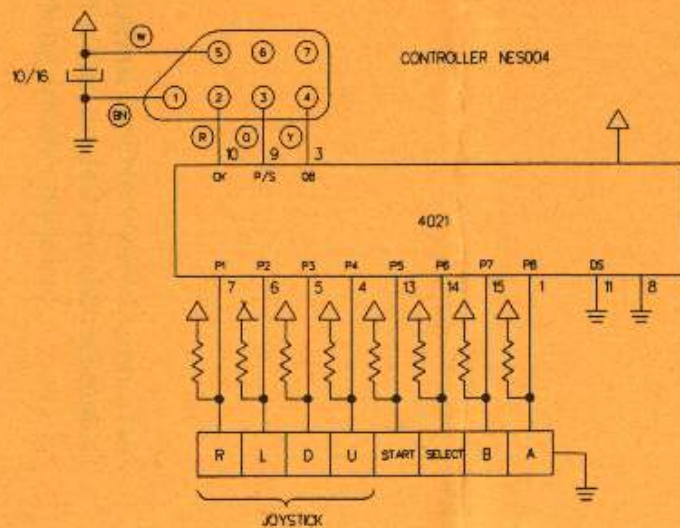 W
5 6 7
CONTROLLER NES004
10/16
1 2 3 4
BN
R G Y
10 9 3
CK P/S Q8
4021
P1 P2 P3 P4 P5 P6 P7 P8 DS
7 6 5 4 13 14 15 1 11 8
R L D U START SELECT B A
JOYSTICK